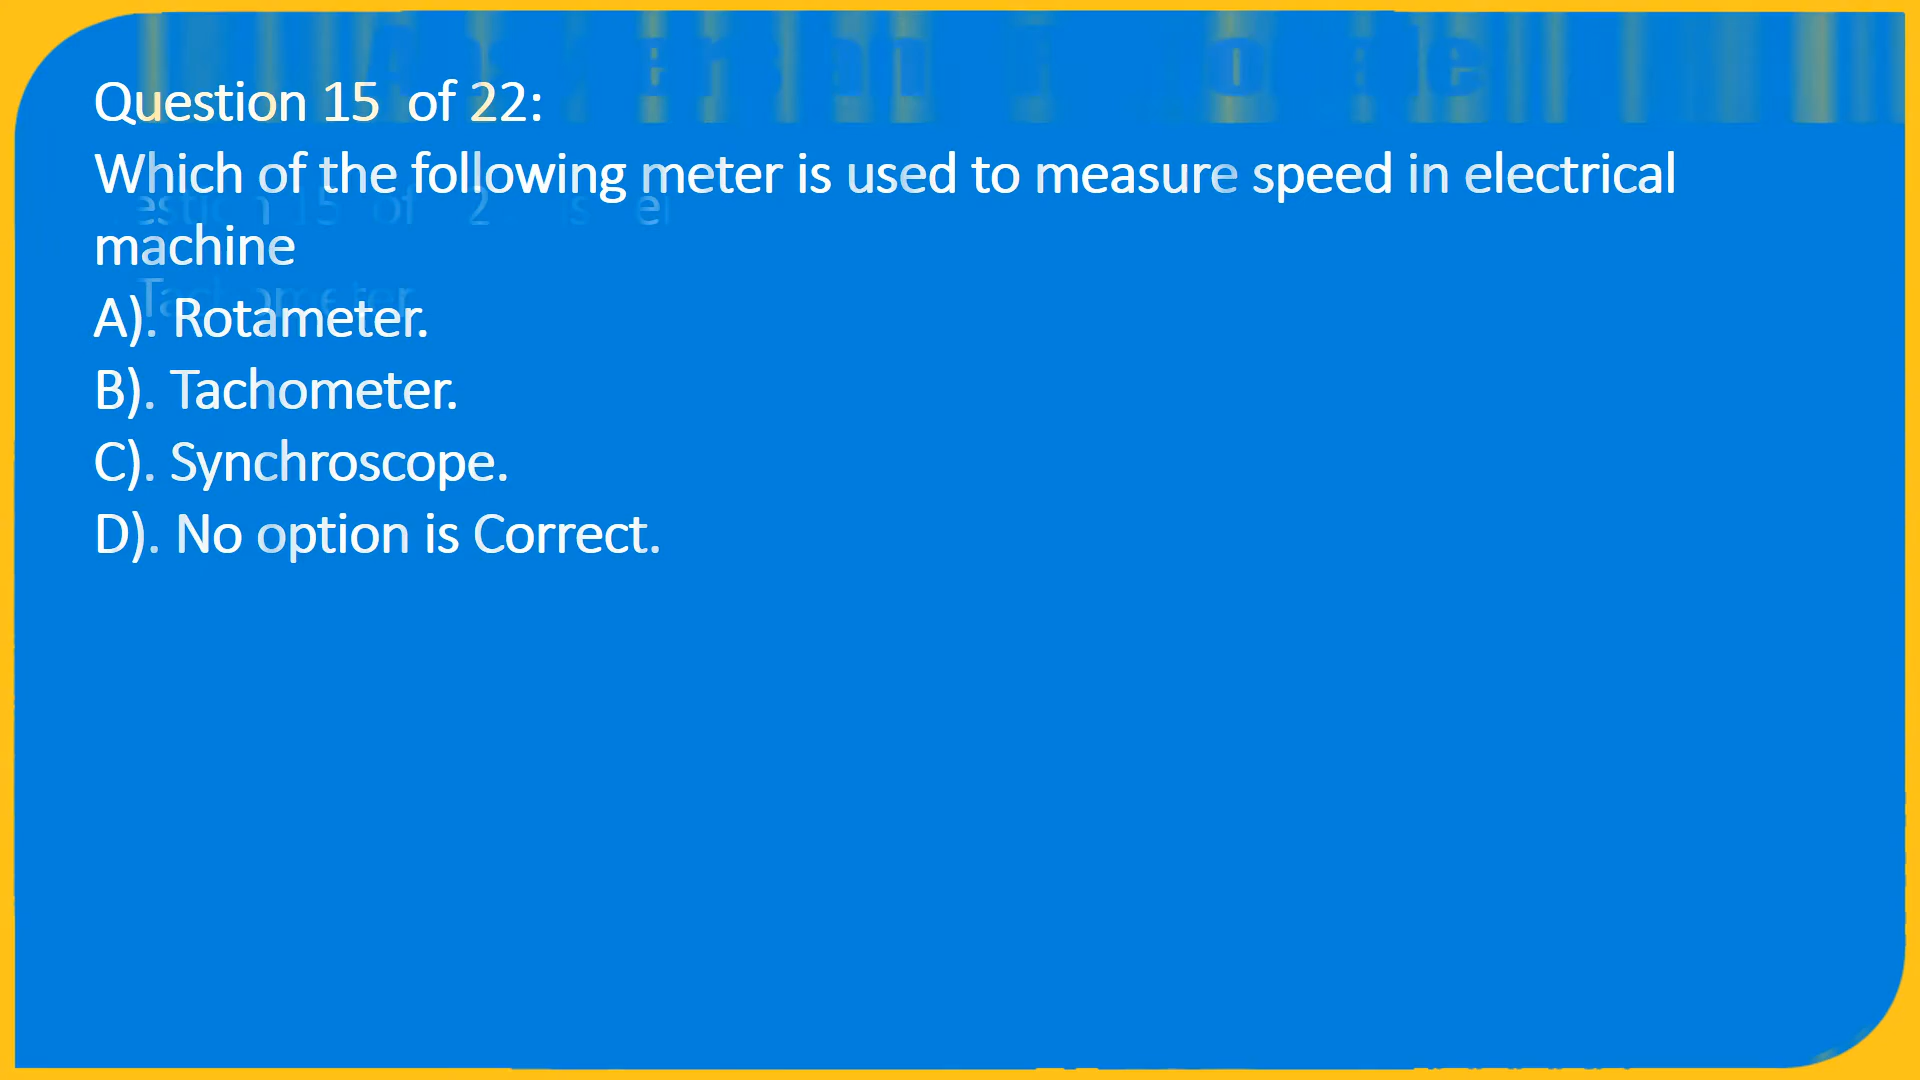 Question 15 of 22:
Which of the following meter is used to measure speed in electrical
machine
A). Rotameter.
B). Tachometer.
C). Synchroscope.
D). No option is Correct.